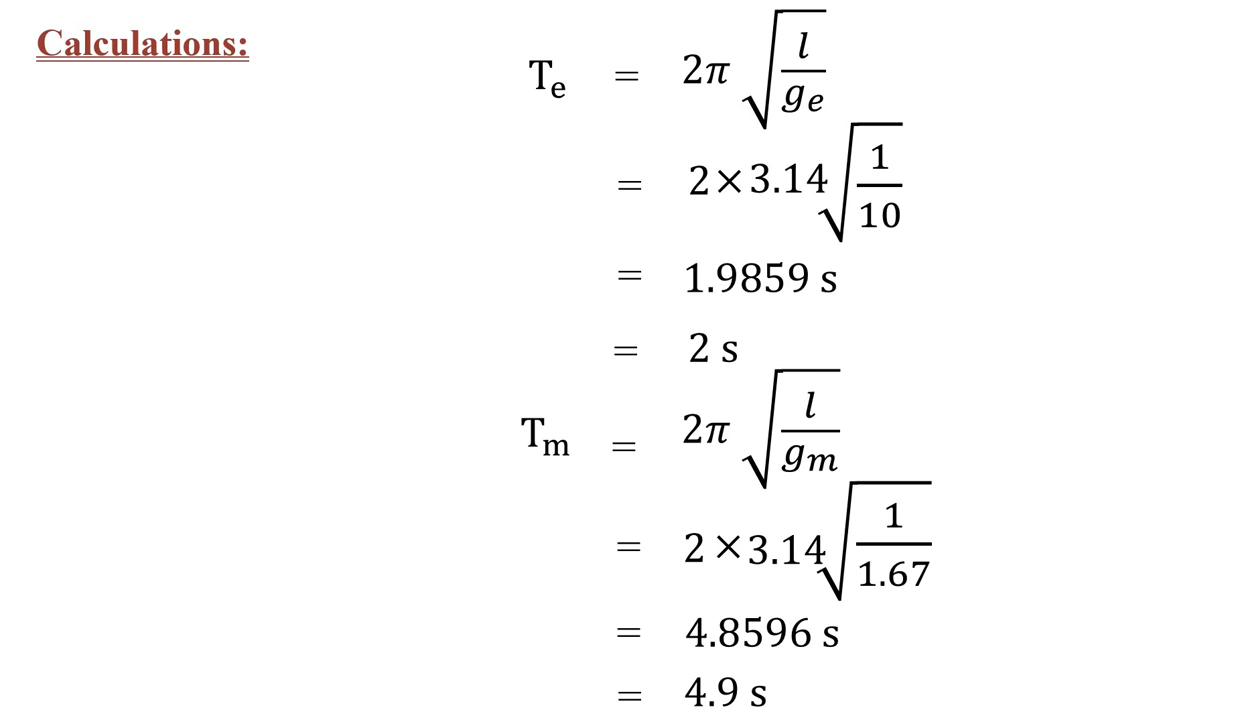 Calculations:
Tₑ = 2π √(l/gₑ)
= 2×3.14 √(1/10)
= 1.9859 s
= 2 s
Tₘ = 2π √(l/gₘ)
= 2×3.14 √(1/1.67)
= 4.8596 s
= 4.9 s